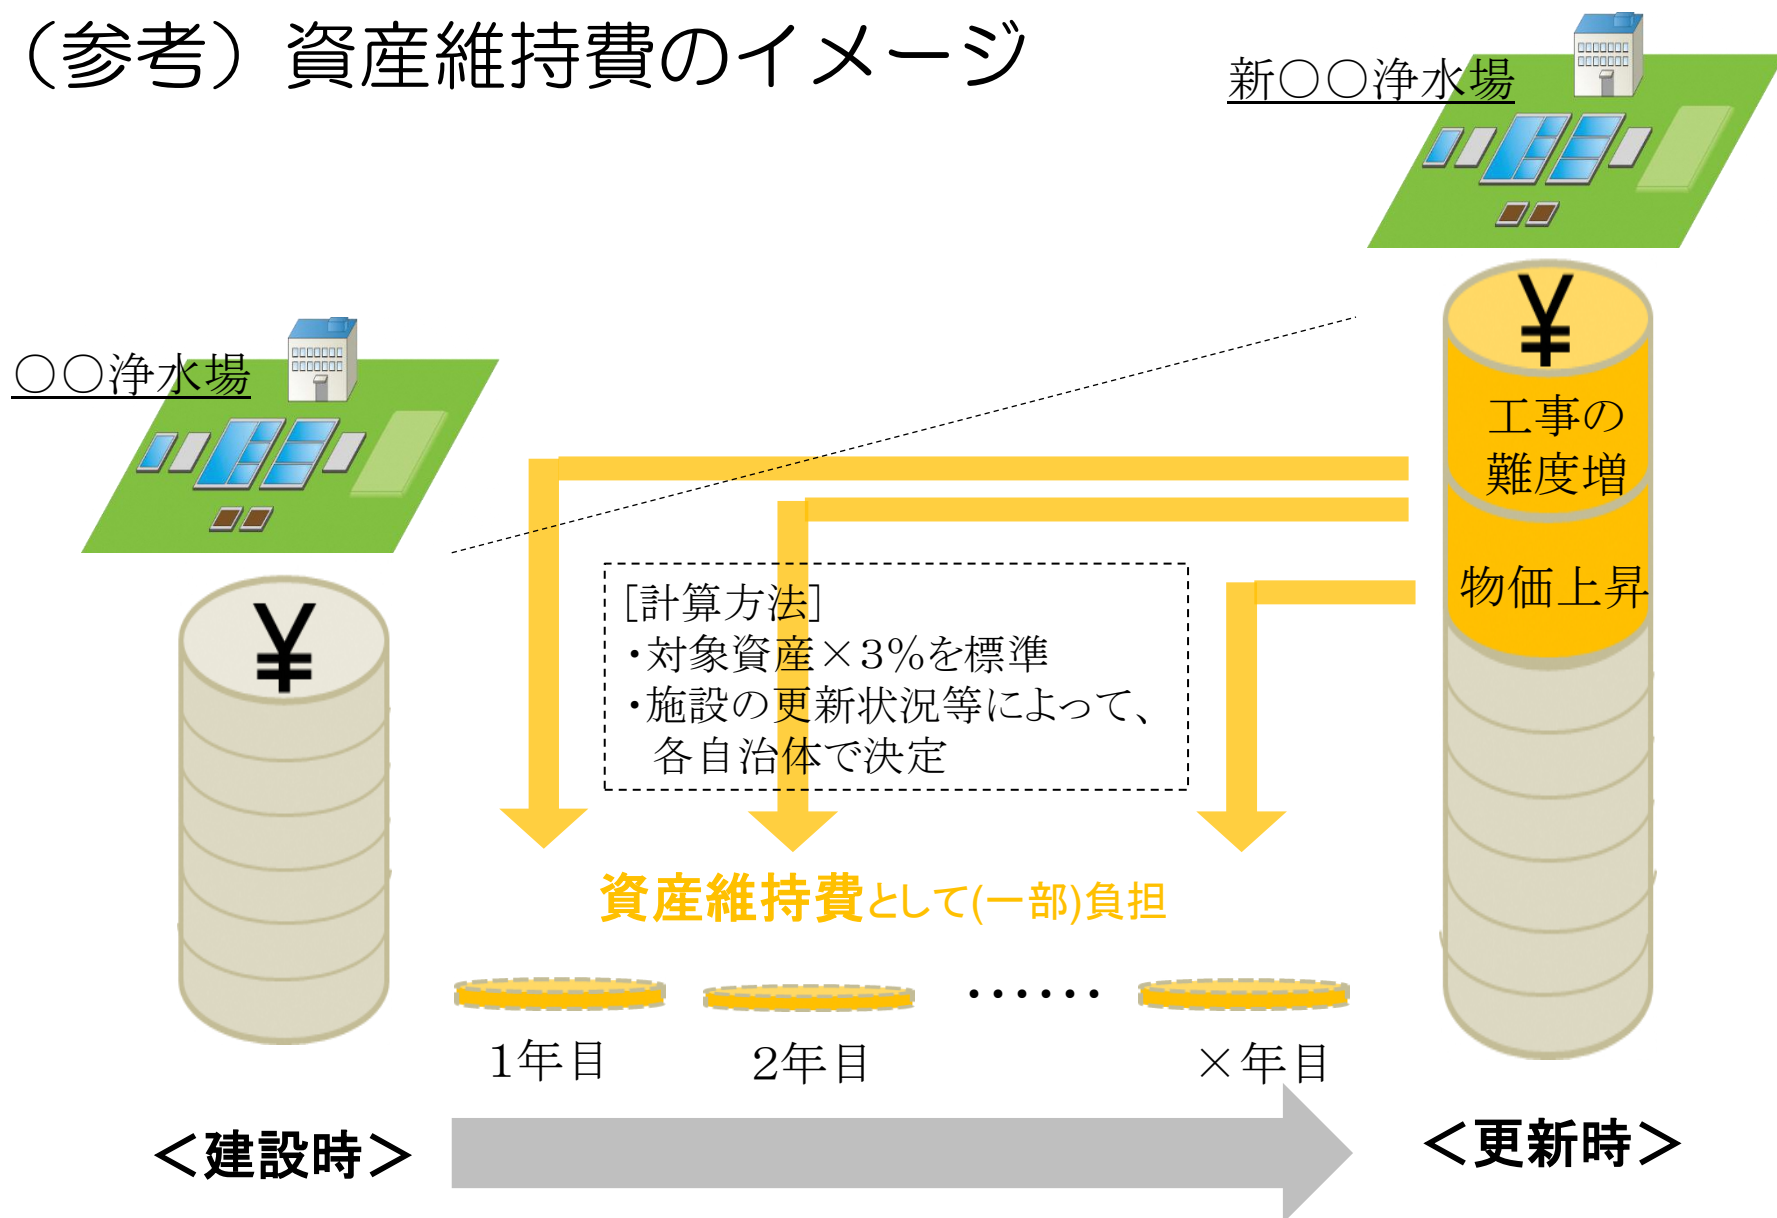 （参考）資産維持費のイメージ
新○○浄水場
○○浄水場
￥
工事の
難度増
物価上昇
￥
[計算方法]
・対象資産×３％を標準
・施設の更新状況等によって、
各自治体で決定
資産維持費として(一部)負担
……
１年目
２年目
×年目
＜建設時＞
＜更新時＞